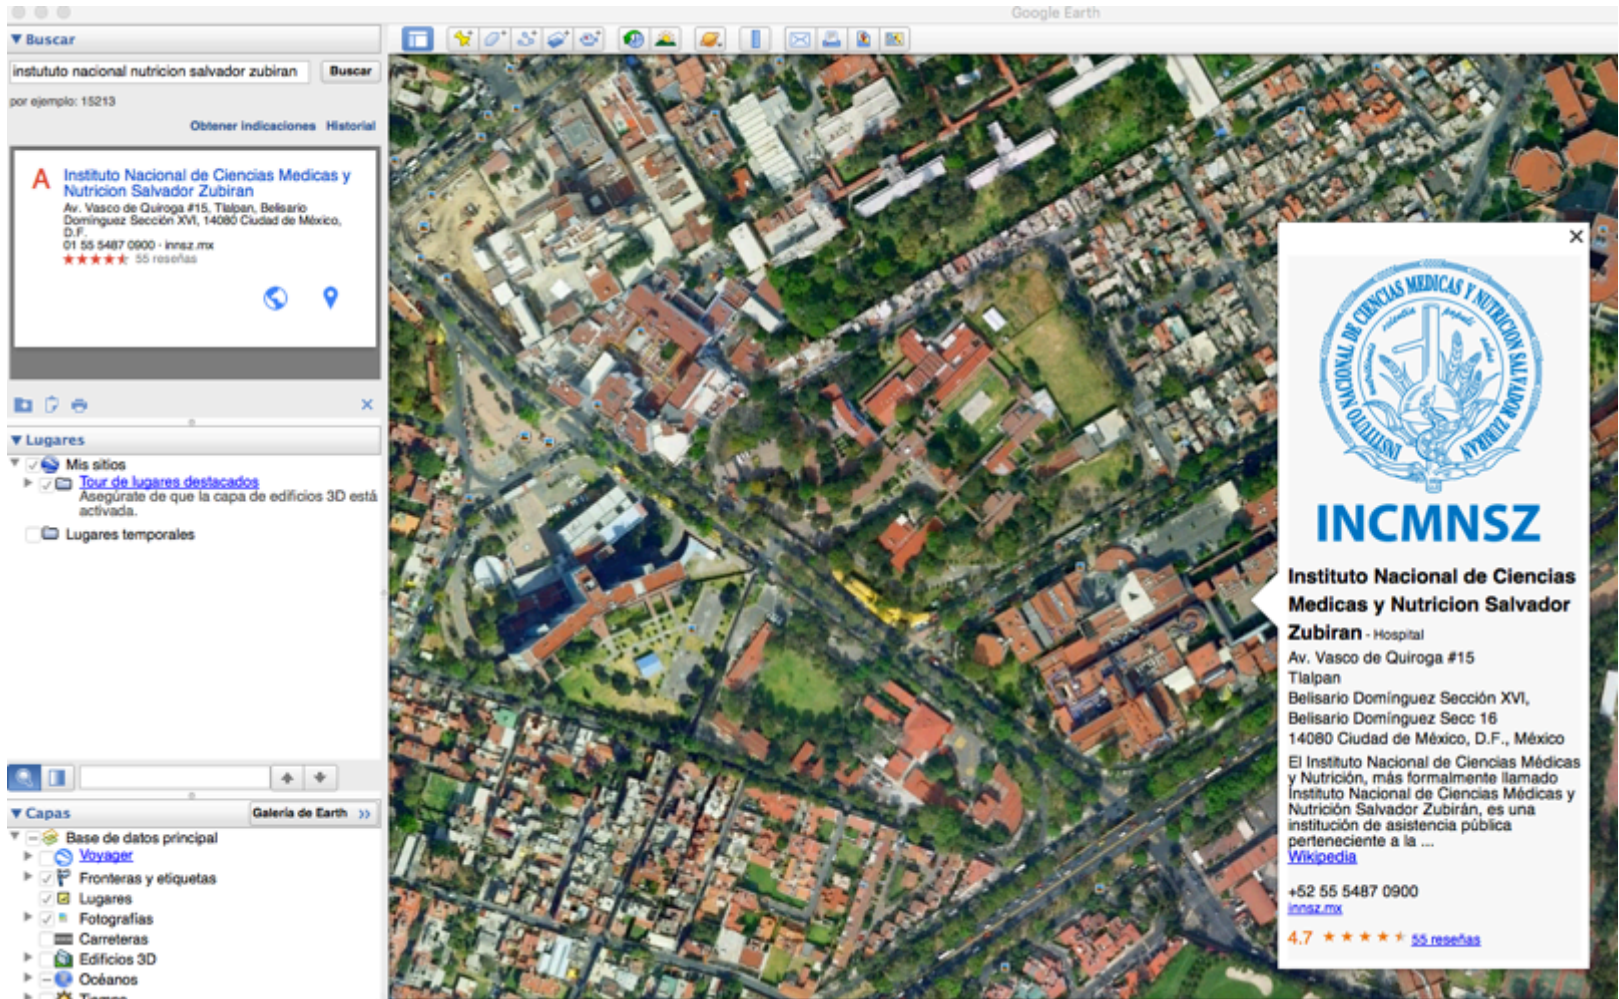 Google Earth
▼ Buscar
instututo nacional nutricion salvador zubiran
Buscar
por ejemplo: 15213
Obtener indicaciones Historial
A
Instituto Nacional de Ciencias Medicas y
Nutricion Salvador Zubiran
Av. Vasco de Quiroga #15, Tlalpan, Belisario
Domínguez Sección XVI, 14080 Ciudad de México,
D.F.
01 55 5487 0900 · innsz.mx
55 reseñas
▼ Lugares
Mis sitios
Tour de lugares destacados
Asegúrate de que la capa de edificios 3D está
activada.
Lugares temporales
▼ Capas
Galería de Earth >>
Base de datos principal
Voyager
Fronteras y etiquetas
Lugares
Fotografías
Carreteras
Edificios 3D
Océanos
Tiempo
INSTITUTO NACIONAL DE CIENCIAS MEDICAS Y NUTRICION SALVADOR ZUBIRAN
INCMNSZ
Instituto Nacional de Ciencias
Medicas y Nutricion Salvador
Zubiran - Hospital
Av. Vasco de Quiroga #15
Tlalpan
Belisario Domínguez Sección XVI,
Belisario Domínguez Secc 16
14080 Ciudad de México, D.F., México
El Instituto Nacional de Ciencias Médicas
y Nutrición, más formalmente llamado
Instituto Nacional de Ciencias Médicas y
Nutrición Salvador Zubirán, es una
institución de asistencia pública
perteneciente a la ...
Wikipedia
+52 55 5487 0900
innsz.mx
4.7
55 reseñas